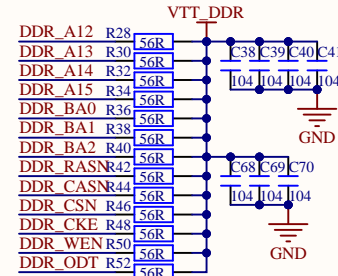 VTT_DDR
DDR_A12 R28 56R
DDR_A13 R30 56R C38 C39 C40 C41
DDR_A14 R32 56R
DDR_A15 R34 56R 104 104 104 104
DDR_BA0 R36 56R
DDR_BA1 R38 56R GND
DDR_BA2 R40 56R
DDR_RASN R42 56R C68 C69 C70
DDR_CASN R44 56R 104 104 104
DDR_CSN R46 56R
DDR_CKE R48 56R
DDR_WEN R50 56R GND
DDR_ODT R52 56R